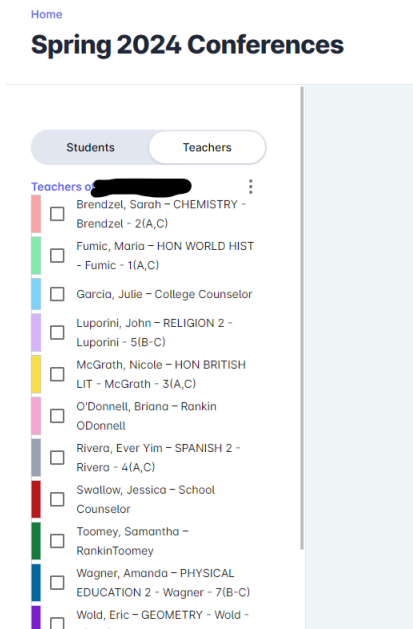 Home
Spring 2024 Conferences
Students
Teachers
Teachers of
Brendzel, Sarah – CHEMISTRY -
Brendzel - 2(A,C)
Fumic, Maria – HON WORLD HIST
- Fumic - 1(A,C)
Garcia, Julie – College Counselor
Luporini, John – RELIGION 2 -
Luporini - 5(B-C)
McGrath, Nicole – HON BRITISH
LIT - McGrath - 3(A,C)
O'Donnell, Briana – Rankin
ODonnell
Rivera, Ever Yim – SPANISH 2 -
Rivera - 4(A,C)
Swallow, Jessica – School
Counselor
Toomey, Samantha –
RankinToomey
Wagner, Amanda – PHYSICAL
EDUCATION 2 - Wagner - 7(B-C)
Wold, Eric – GEOMETRY - Wold -